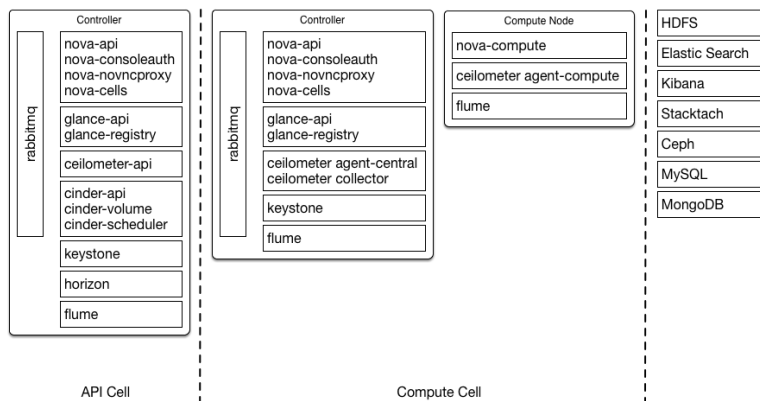 Controller
rabbitmq
nova-api
nova-consoleauth
nova-novncproxy
nova-cells
glance-api
glance-registry
ceilometer-api
cinder-api
cinder-volume
cinder-scheduler
keystone
horizon
flume
API Cell
Controller
rabbitmq
nova-api
nova-consoleauth
nova-novncproxy
nova-cells
glance-api
glance-registry
ceilometer agent-central
ceilometer collector
keystone
flume
Compute Node
nova-compute
ceilometer agent-compute
flume
Compute Cell
HDFS
Elastic Search
Kibana
Stacktach
Ceph
MySQL
MongoDB